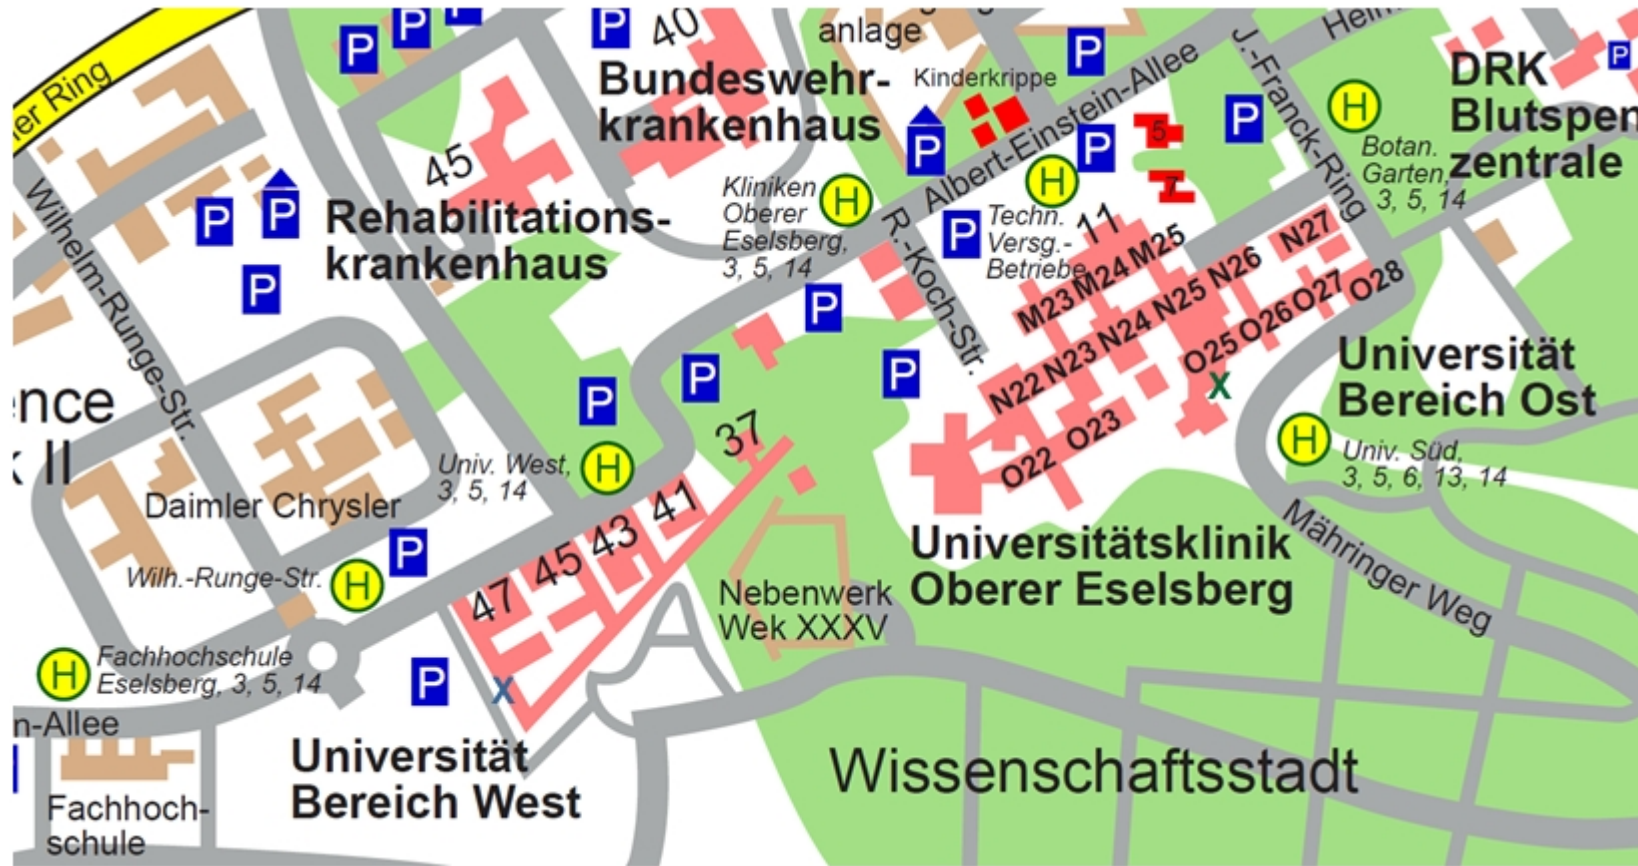 40
anlage
Heim
J.-Franck-Ring
DRK
Blutspen
zentrale
P
P
P
P
P
P
Bundeswehr-
krankenhaus
Kinderkrippe
Albert-Einstein-Allee
er Ring
P
P
P
5
7
H
Botan.
Garten,
3, 5, 14
45
Wilhelm-Runge-Str.
P
P
P
Rehabilitations-
krankenhaus
Kliniken
Oberer
Eselsberg,
3, 5, 14
H
H
Techn.
Versg.-
Betriebe
P
P
R.-Koch-Str.
11
M23
M24
M25
N22
N23
N24
N25
N26
N27
O22
O23
O25
O26
O27
O28
X
Universität
Bereich Ost
H
Univ. Süd,
3, 5, 6, 13, 14
Mähringer Weg
P
P
P
37
ence
k II
Daimler Chrysler
Univ. West,
3, 5, 14
H
41
43
45
47
P
Wilh.-Runge-Str.
H
Universitätsklinik
Oberer Eselsberg
Nebenwerk
Wek XXXV
H
Fachhochschule
Eselsberg, 3, 5, 14
P
X
n-Allee
Universität
Bereich West
Wissenschaftsstadt
Fachhoch-
schule